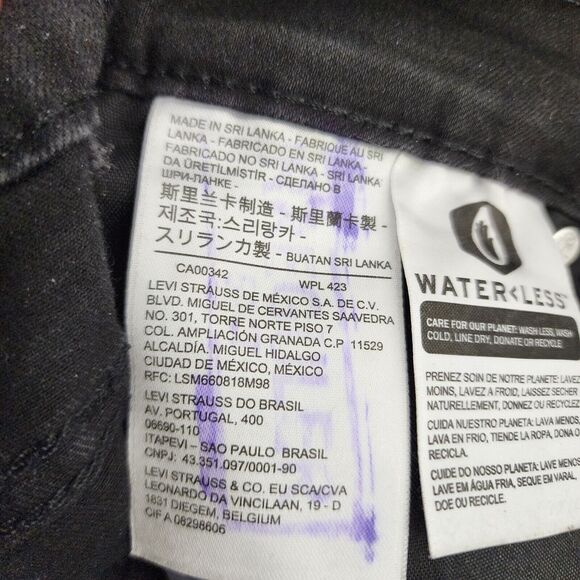 MADE IN SRI LANKA - FABRIQUE AU SRI
LANKA - FABRICADO EN SRI LANKA -
FABRICADO NO SRI LANKA - SRI LANKA'
DA ÜRETİLMİSTİR - СДЕЛАНО В
ШРИ-ЛАНКЕ -
斯里兰卡制造 - 斯里蘭卡製 -
제조국:스리랑카 -
スリランカ製 - BUATAN SRI LANKA
CA00342 WPL 423
LEVI STRAUSS DE MÉXICO S.A. DE C.V.
BLVD. MIGUEL DE CERVANTES SAAVEDRA
NO. 301, TORRE NORTE PISO 7
COL. AMPLIACIÓN GRANADA C.P 11529
ALCALDÍA. MIGUEL HIDALGO
CIUDAD DE MÉXICO, MÉXICO
RFC: LSM660818M98
LEVI STRAUSS DO BRASIL
AV. PORTUGAL, 400
06690-110
ITAPEVI – SAO PAULO BRASIL
CNPJ: 43.351.097/0001-90
LEVI STRAUSS & CO. EU SCA/CVA
LEONARDO DA VINCILAAN, 19 - D
1831 DIEGEM, BELGIUM
CIF A 08298606
WATER<LESS™
CARE FOR OUR PLANET: WASH LESS, WASH
COLD, LINE DRY, DONATE OR RECYCLE
PRENEZ SOIN DE NOTRE PLANETE: LAVEZ
MOINS, LAVEZ A FROID, LAISSEZ SECHER
NATURELLEMENT, DONNEZ OU RECYCLEZ
CUIDA NUESTRO PLANETA: LAVA MENOS,
LAVA EN FRIO, TIENDE LA ROPA, DONA O
RECICLA.
CUIDE DO NOSSO PLANETA: LAVE MENOS,
LAVE EM ÁGUA FRIA, SEQUE EM VARAL,
DOE OU RECICLE.